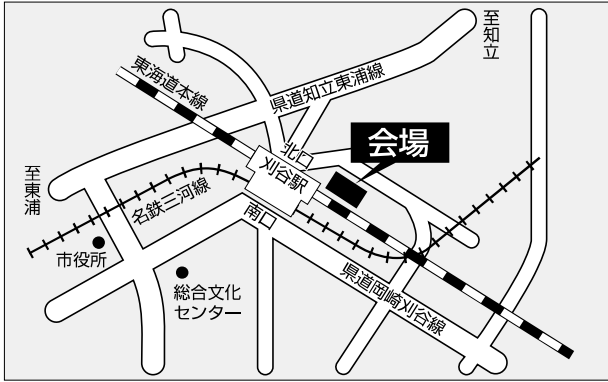 至知立
東海道本線
県道知立東浦線
会場
北口
刈谷駅
至東浦
名鉄三河線
南口
市役所
総合文化
センター
県道岡崎刈谷線